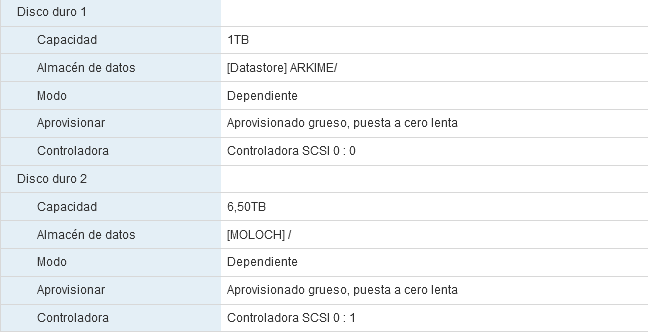 Disco duro 1
Capacidad 1TB
Almacén de datos [Datastore] ARKIME/
Modo Dependiente
Aprovisionar Aprovisionado grueso, puesta a cero lenta
Controladora Controladora SCSI 0 : 0
Disco duro 2
Capacidad 6,50TB
Almacén de datos [MOLOCH] /
Modo Dependiente
Aprovisionar Aprovisionado grueso, puesta a cero lenta
Controladora Controladora SCSI 0 : 1